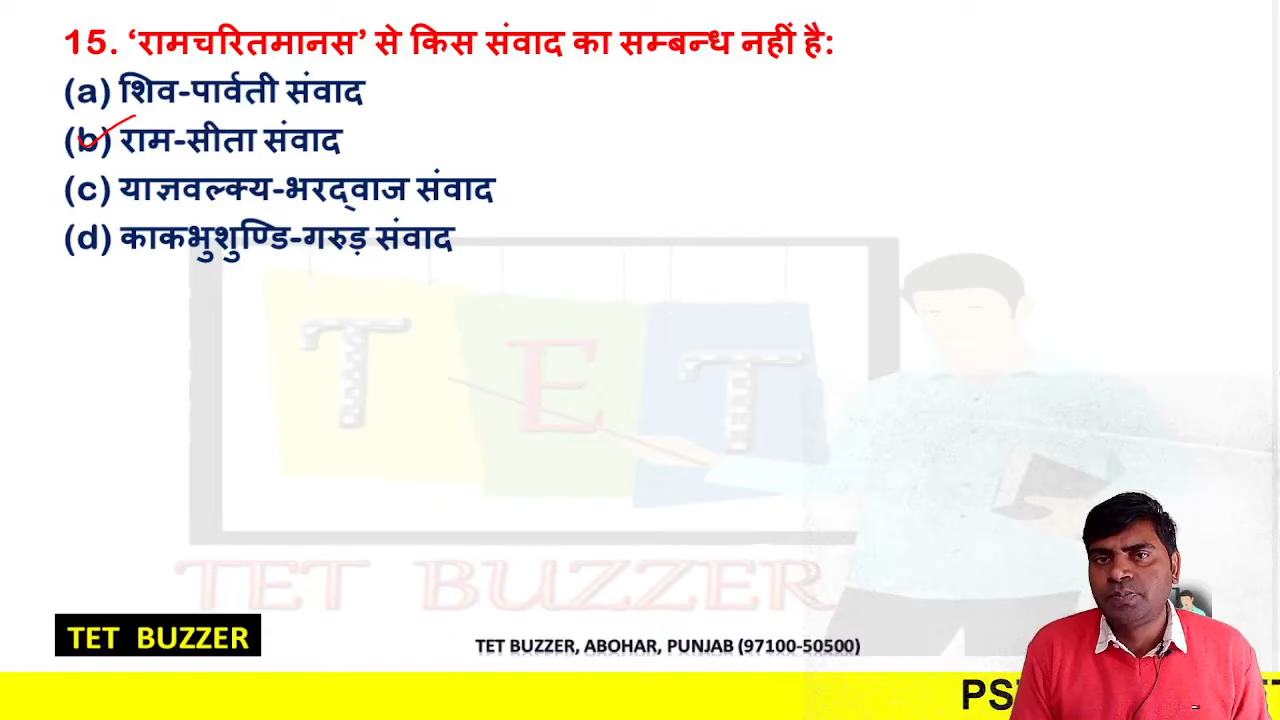 15. ‘रामचरितमानस’ से किस संवाद का सम्बन्ध नहीं है:
(a) शिव-पार्वती संवाद
(b) राम-सीता संवाद
(c) याज्ञवल्क्य-भरद्वाज संवाद
(d) काकभुशुण्डि-गरुड़ संवाद
T E T
TET BUZZER
TET BUZZER
TET BUZZER, ABOHAR, PUNJAB (97100-50500)